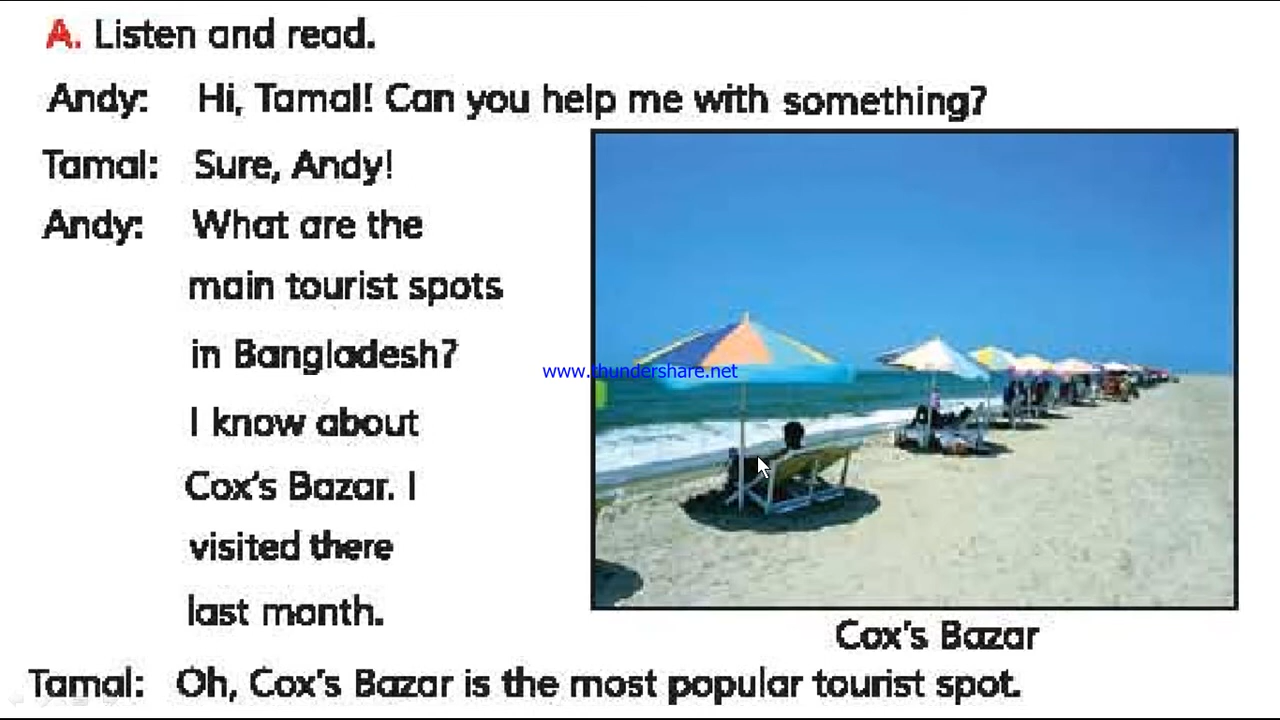 A. Listen and read.
Andy: Hi, Tamal! Can you help me with something?
Tamal: Sure, Andy!
Andy: What are the
main tourist spots
in Bangladesh?
I know about
Cox's Bazar. I
visited there
last month.
www.thundershare.net
Cox's Bazar
Tamal: Oh, Cox's Bazar is the most popular tourist spot.